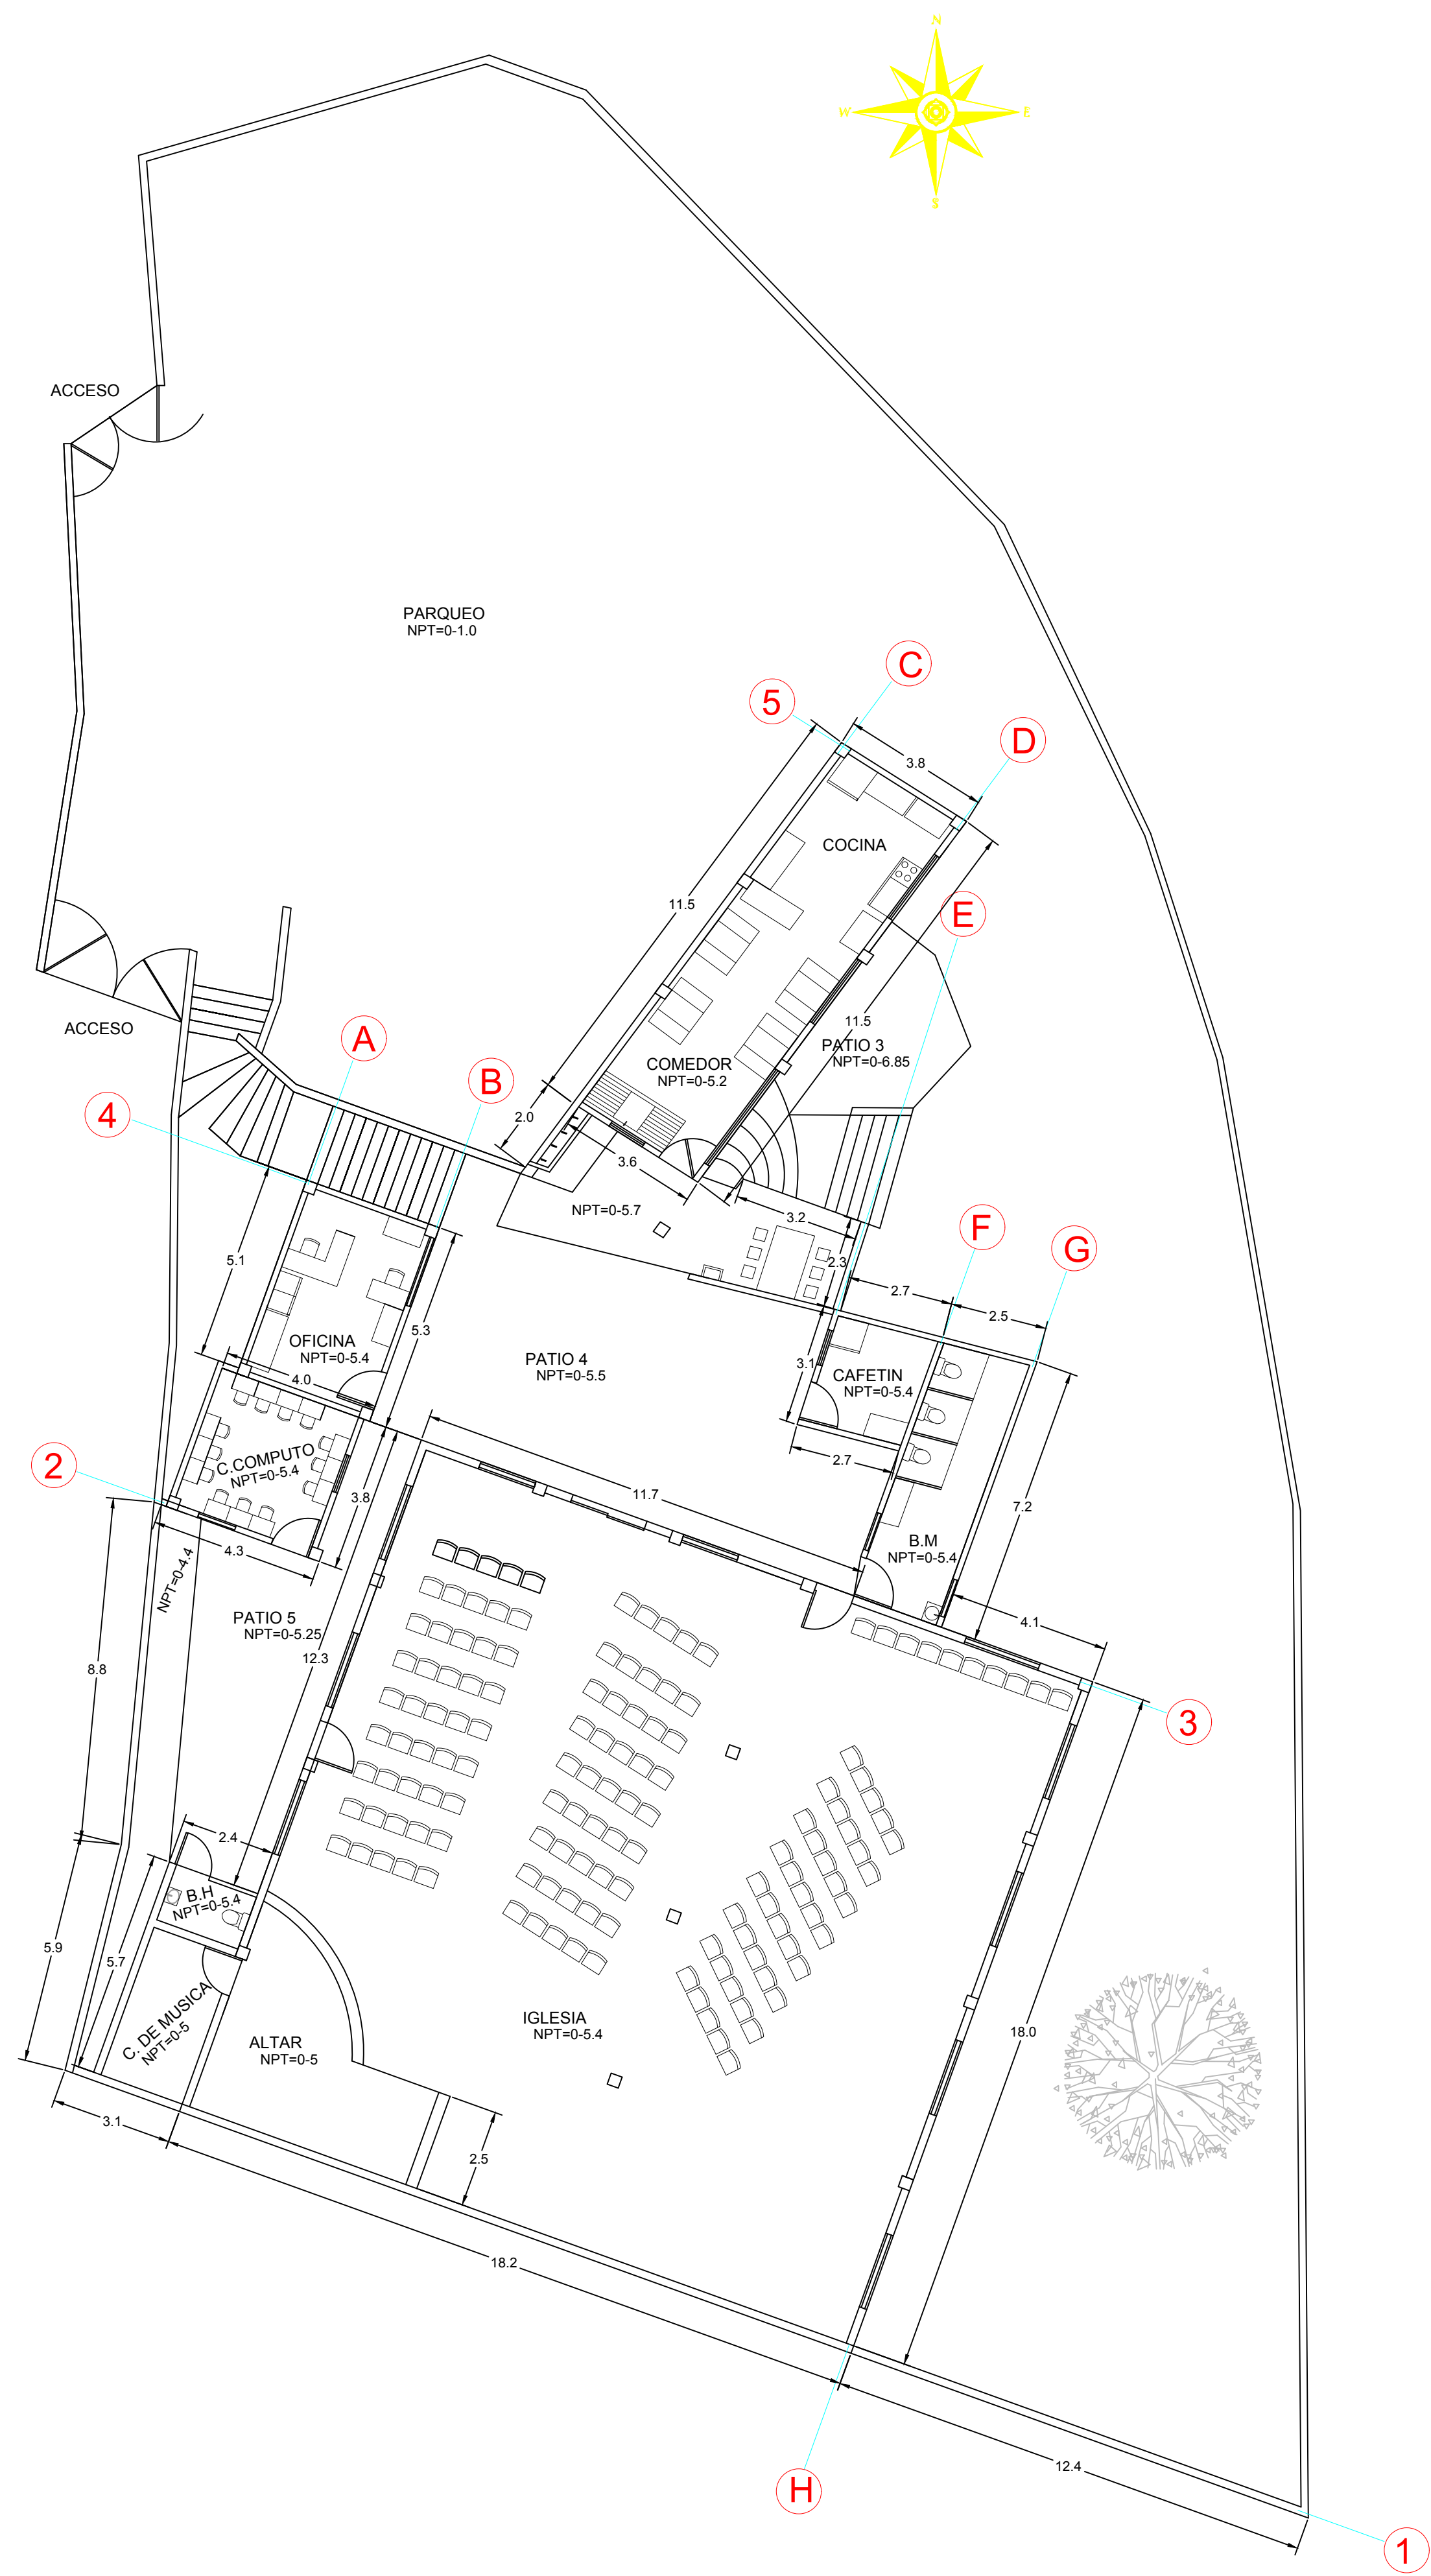 N
W
E
S
ACCESO
PARQUEO
NPT=0-1.0
C
5
D
3.8
COCINA
11.5
E
ACCESO
11.5
A
PATIO 3
NPT=0-6.85
COMEDOR
NPT=0-5.2
B
4
2.0
3.6
NPT=0-5.7
3.2
F
G
5.1
2.3
2.7
2.5
5.3
OFICINA
NPT=0-5.4
PATIO 4
NPT=0-5.5
3.1
CAFETIN
NPT=0-5.4
4.0
C.COMPUTO
NPT=0-5.4
2
2.7
3.8
11.7
7.2
4.3
B.M
NPT=0-5.4
NPT=0-4.4
PATIO 5
NPT=0-5.25
4.1
12.3
8.8
3
2.4
B.H
NPT=0-5.4
5.9
5.7
C. DE MUSICA
NPT=0-5
IGLESIA
NPT=0-5.4
18.0
ALTAR
NPT=0-5
3.1
2.5
18.2
12.4
H
1